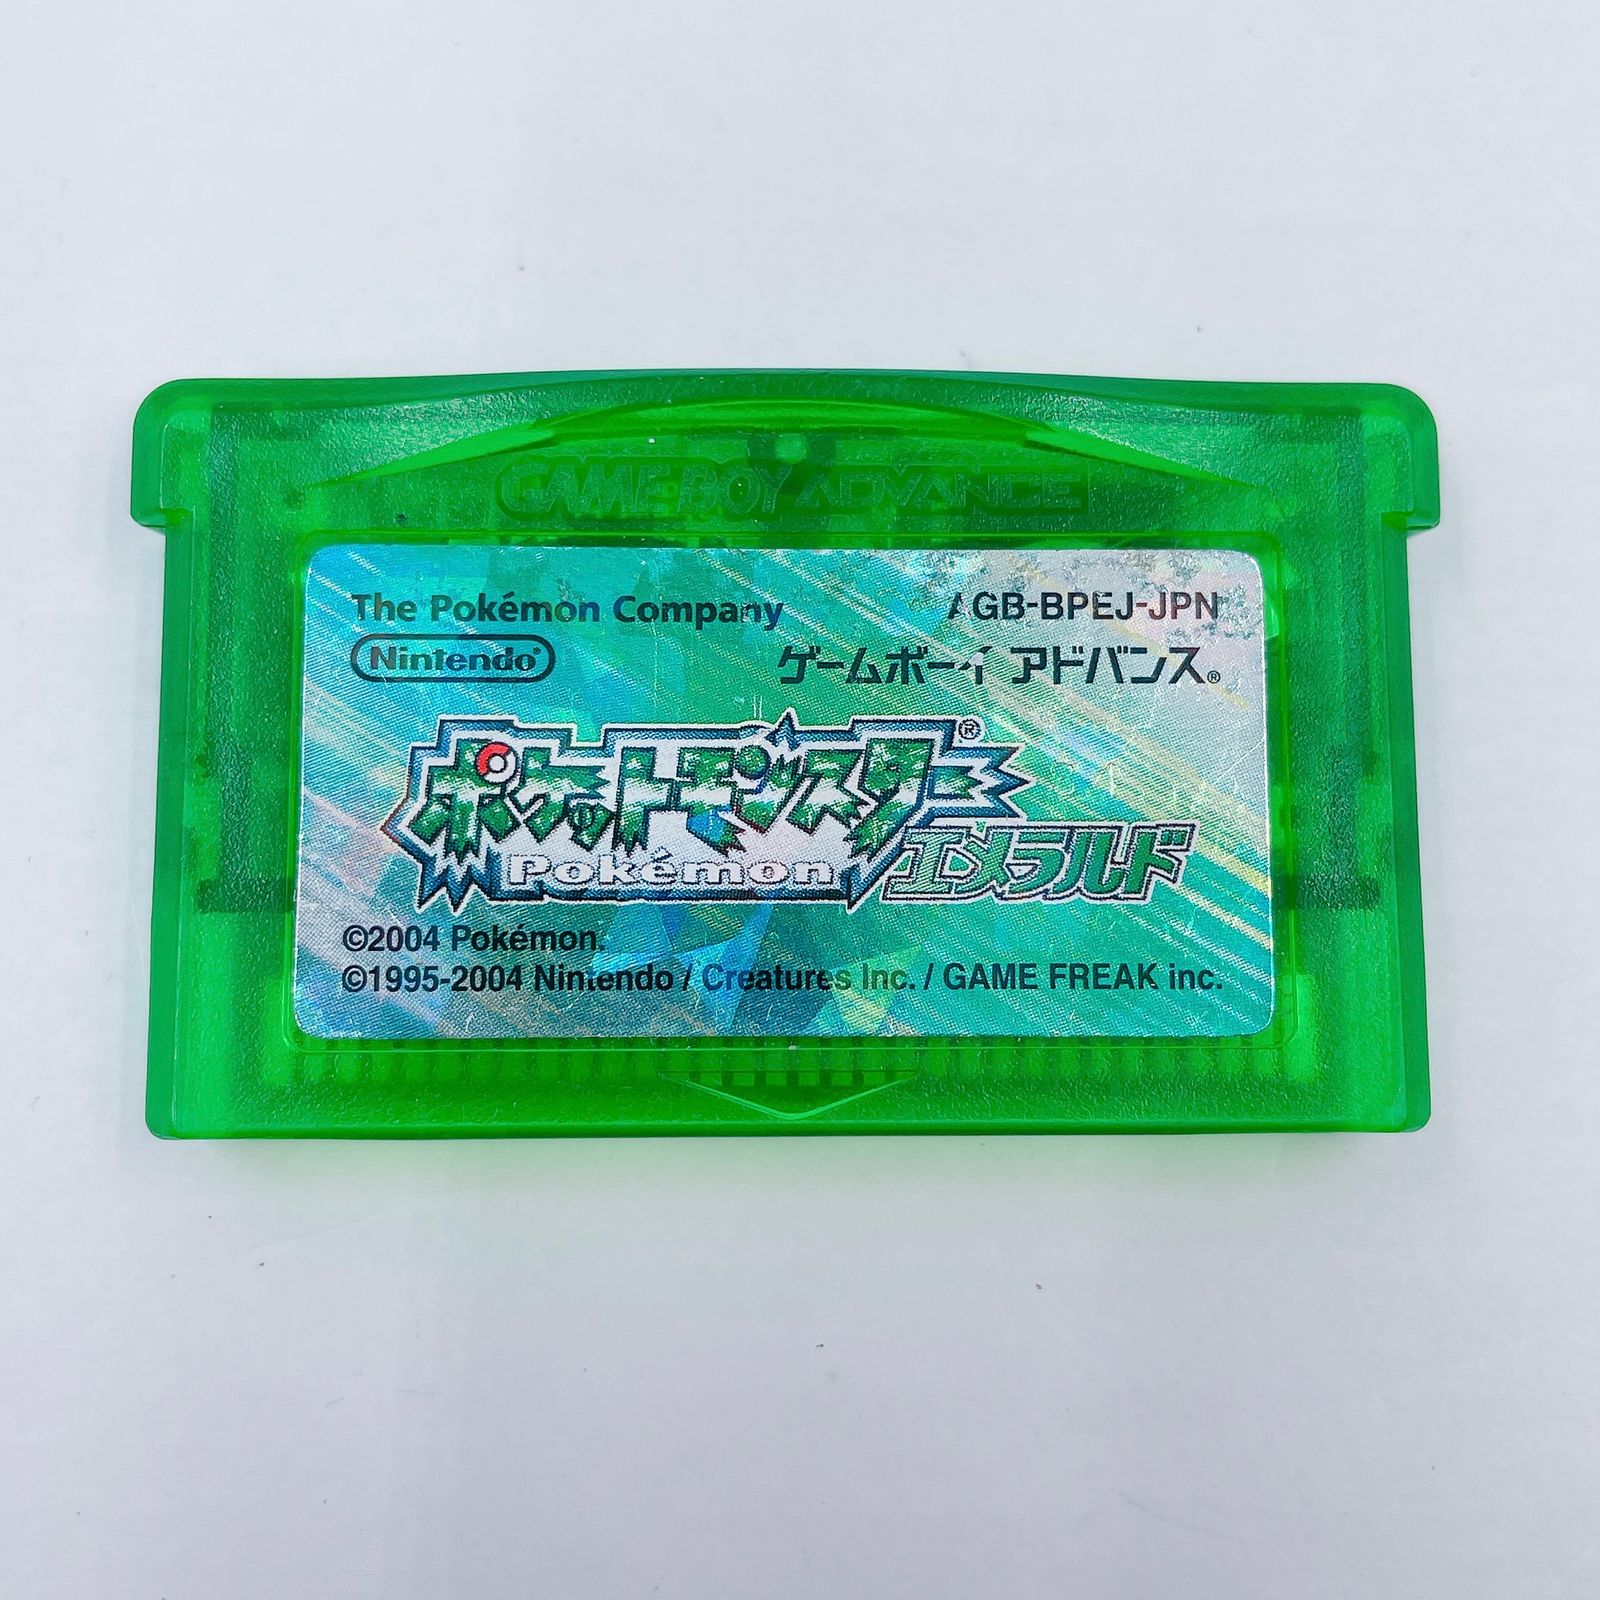 GAME BOY ADVANCE
The Pokémon Company AGB-BPEJ-JPN
Nintendo® ゲームボーイアドバンス®
ポケットモンスター®
Pokémon エメラルド
©2004 Pokémon.
©1995-2004 Nintendo / Creatures Inc. / GAME FREAK inc.